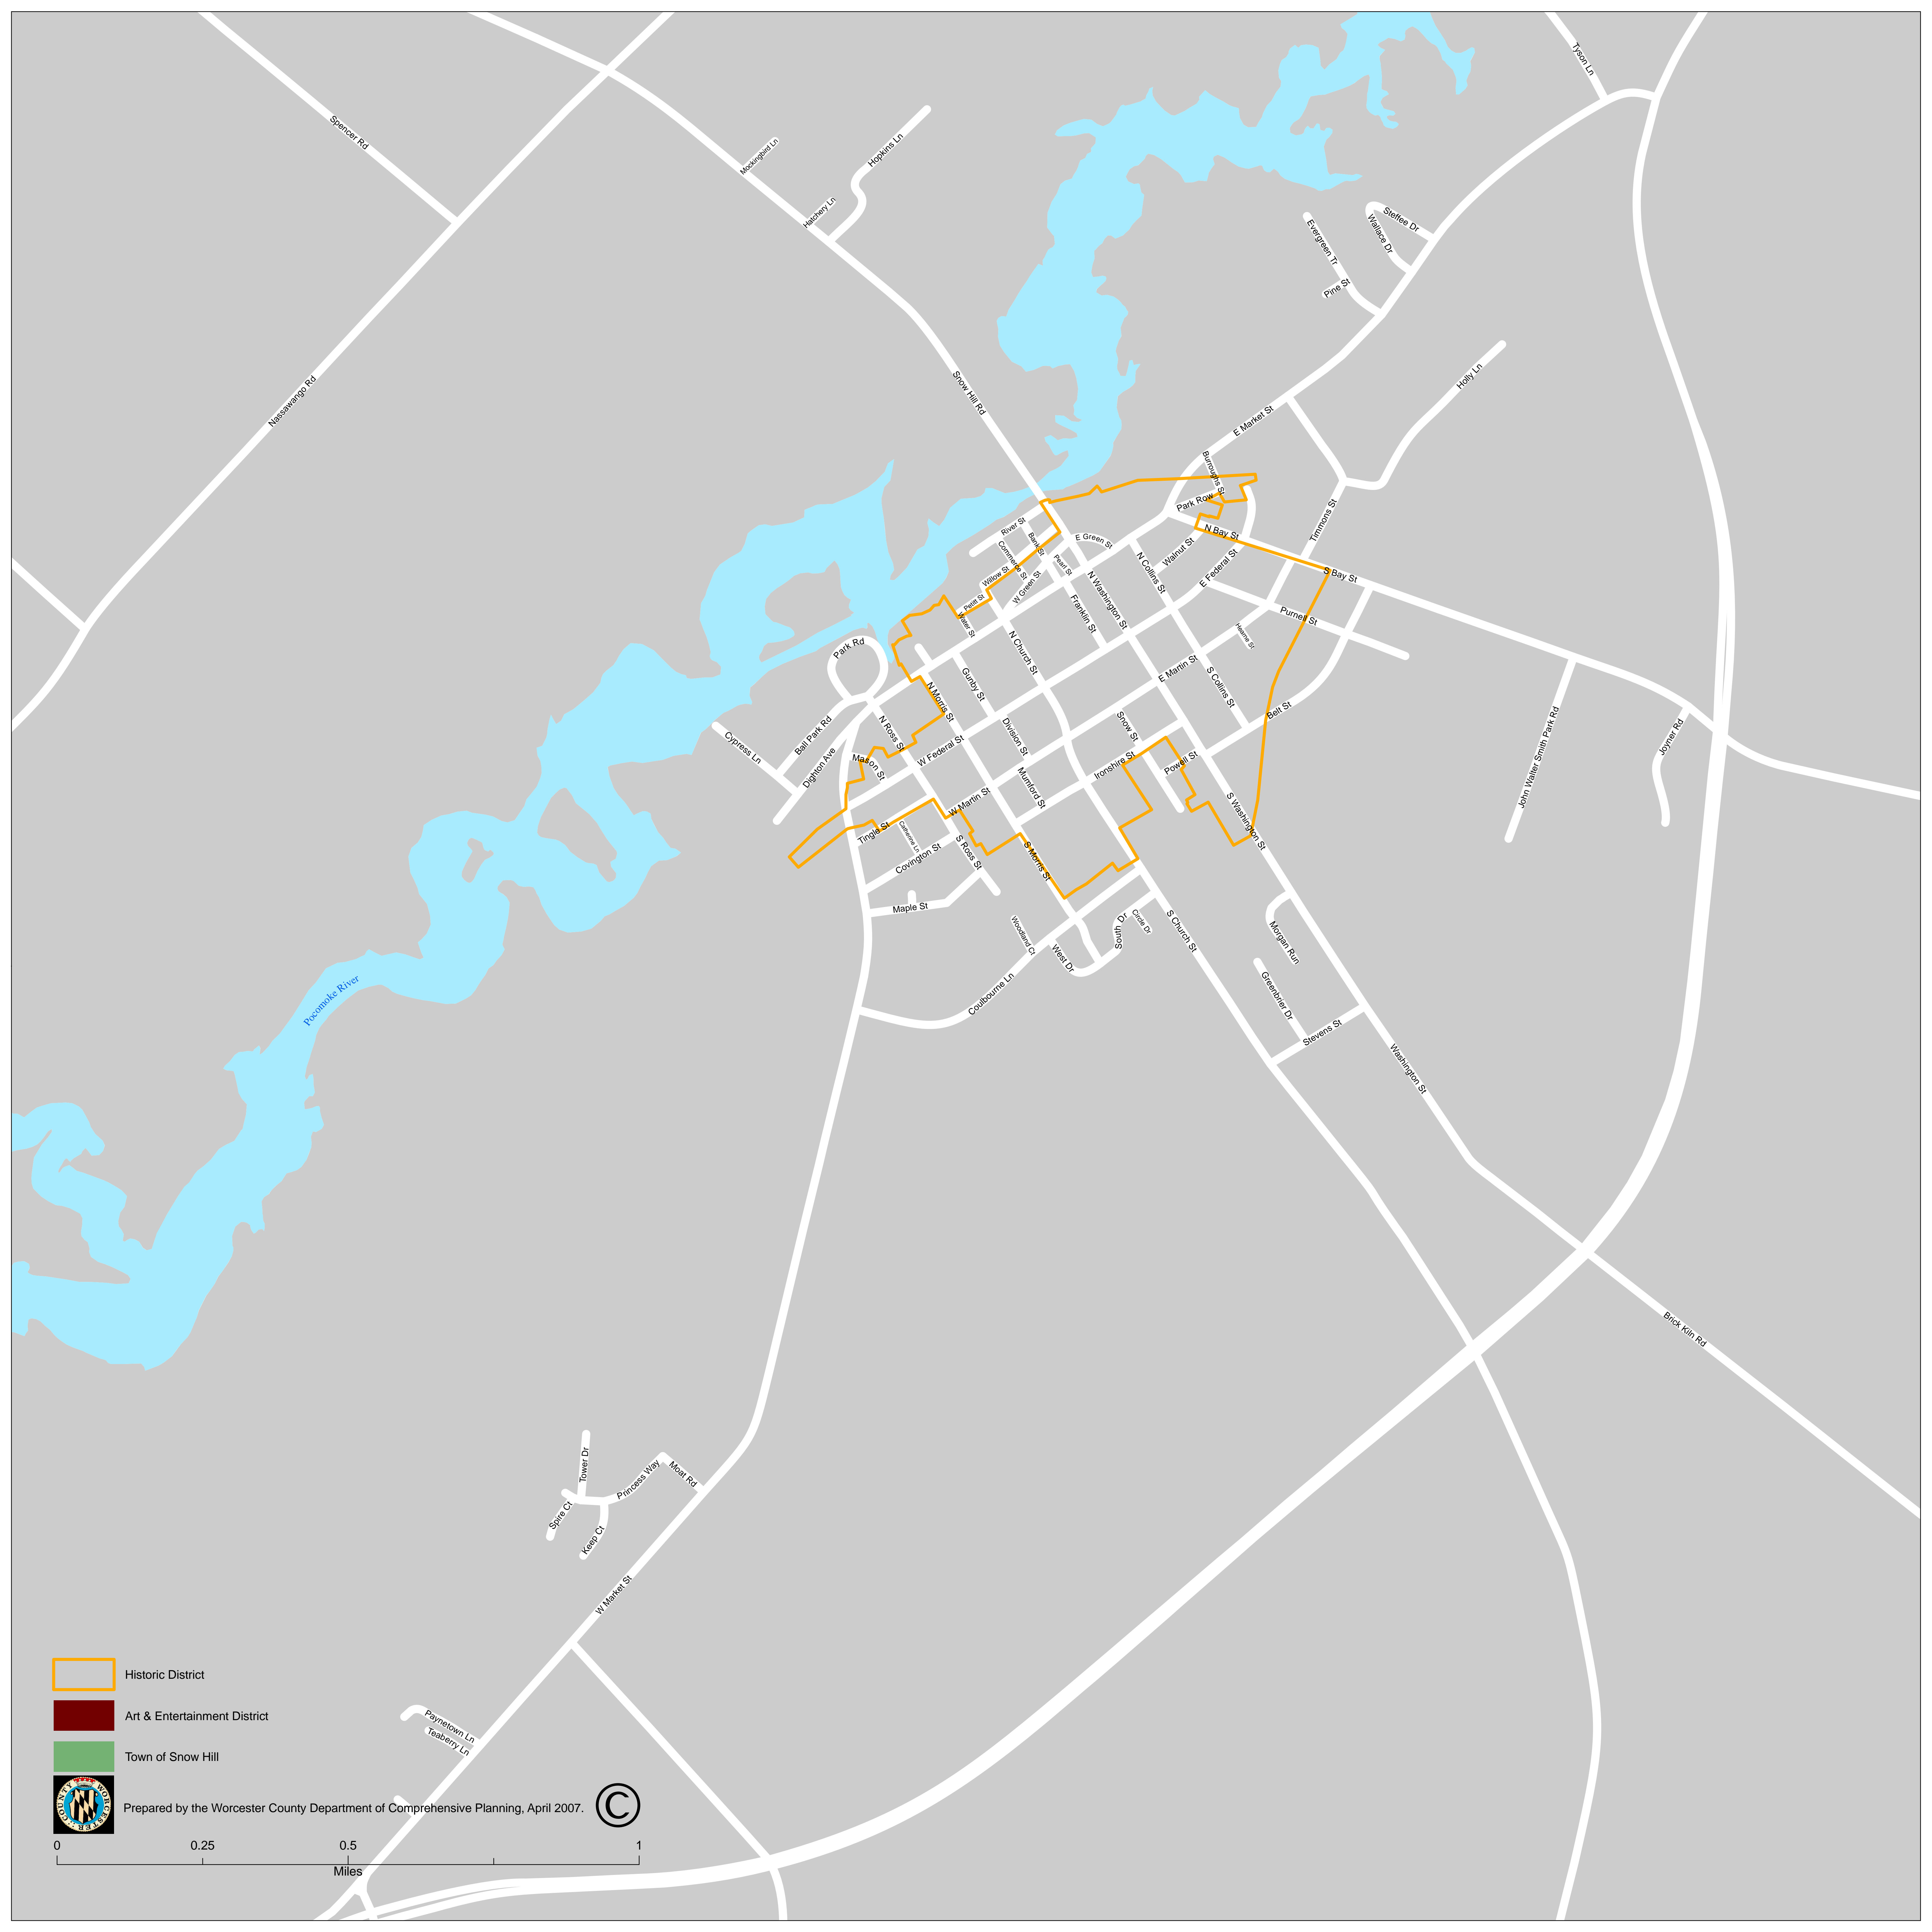 Tyson Ln
Spencer Rd
Mockingbird Ln
Hopkins Ln
Hatchery Ln
Steffee Dr
Wallace Dr
Evergreen Tr
Pine St
Nassawango Rd
Snow Hill Rd
Holly Ln
E Market St
Burroughs St
Park Row
N Bay St
Timmons St
River St
Bank St
E Green St
Commerce St
Pearl St
N Collins St
Walnut St
E Federal St
S Bay St
Willow St
W Green St
N Washington St
Petitt St
Water St
Franklin St
Purnell St
Hearne St
Park Rd
N Church St
E Martin St
Gunby St
S Collins St
N Morris St
Belt St
Ball Park Rd
Cypress Ln
N Ross St
Division St
Snow St
John Walter Smith Park Rd
Joyner Rd
Dighton Ave
Mason St
W Federal St
Ironshire St
Powell St
Mumford St
W Martin St
S Washington St
Tingle St
Catherine Ln
Covington St
S Ross St
S Morris St
Maple St
Woodland Ct
West Dr
South Dr
Circle Dr
S Church St
Morgan Run
Coulbourne Ln
Greenbrier Dr
Stevens St
Washington St
Pocomoke River
Brick Kiln Rd
Tower Dr
Princess Way
Moat Rd
Spire Ct
Keep Ct
W Market St
Paynetown Ln
Teaberry Ln
Historic District
Art & Entertainment District
Town of Snow Hill
WORCESTER COUNTY
Prepared by the Worcester County Department of Comprehensive Planning, April 2007. ©
0 0.25 0.5 1
Miles